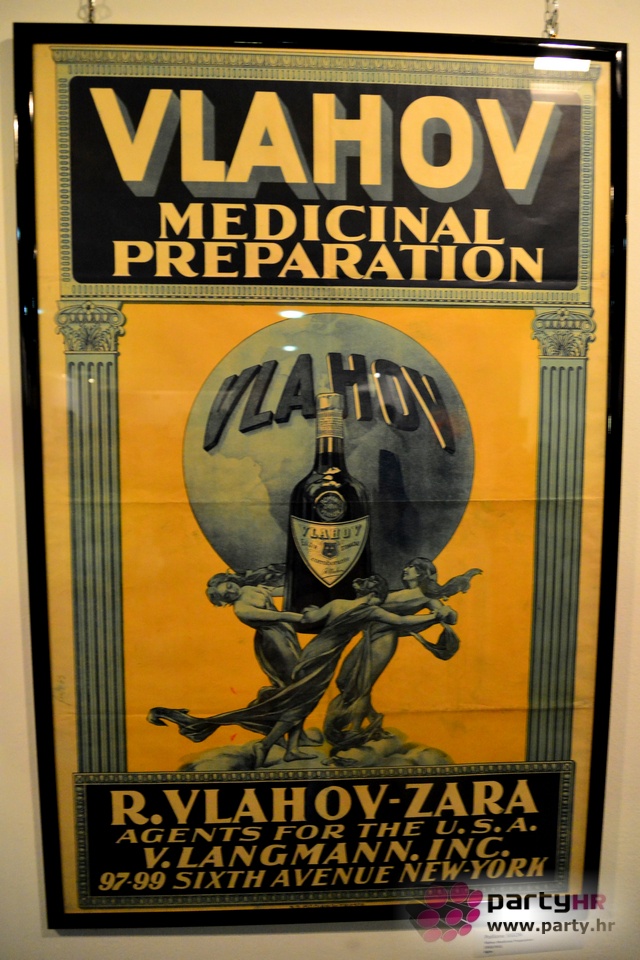 VLAHOV
MEDICINAL
PREPARATION
VLAHOV
VLAHOV
R.VLAHOV-ZARA
AGENTS FOR THE U.S.A.
V. LANGMANN. INC.
97-99 SIXTH AVENUE NEW-YORK
partyHR
www.party.hr